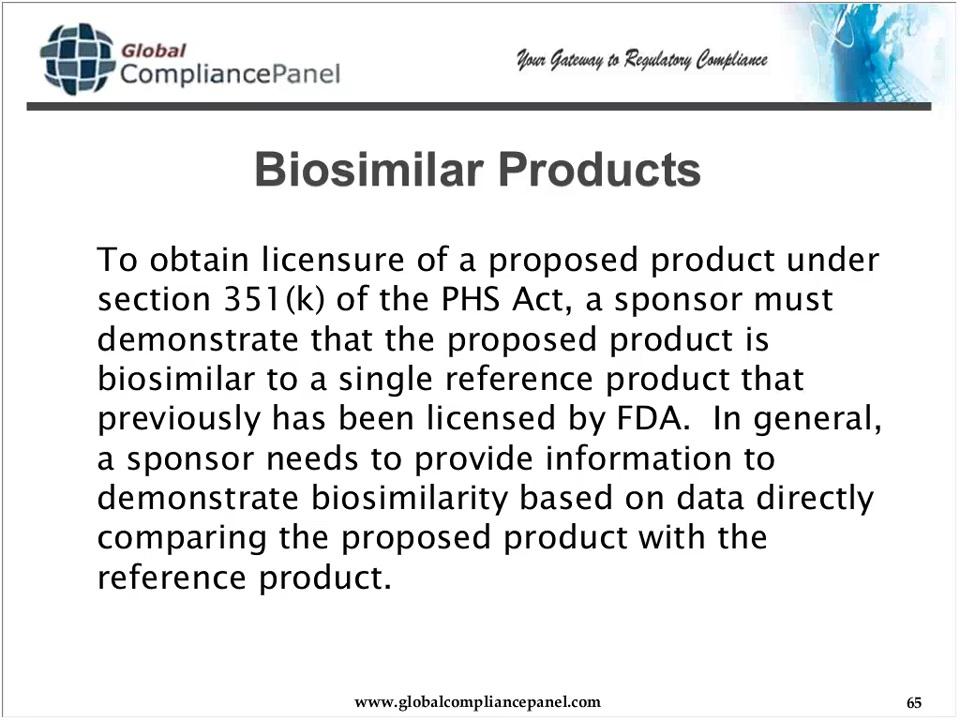 Global
CompliancePanel
Your Gateway to Regulatory Compliance
Biosimilar Products
To obtain licensure of a proposed product under
section 351(k) of the PHS Act, a sponsor must
demonstrate that the proposed product is
biosimilar to a single reference product that
previously has been licensed by FDA.  In general,
a sponsor needs to provide information to
demonstrate biosimilarity based on data directly
comparing the proposed product with the
reference product.
www.globalcompliancepanel.com
65